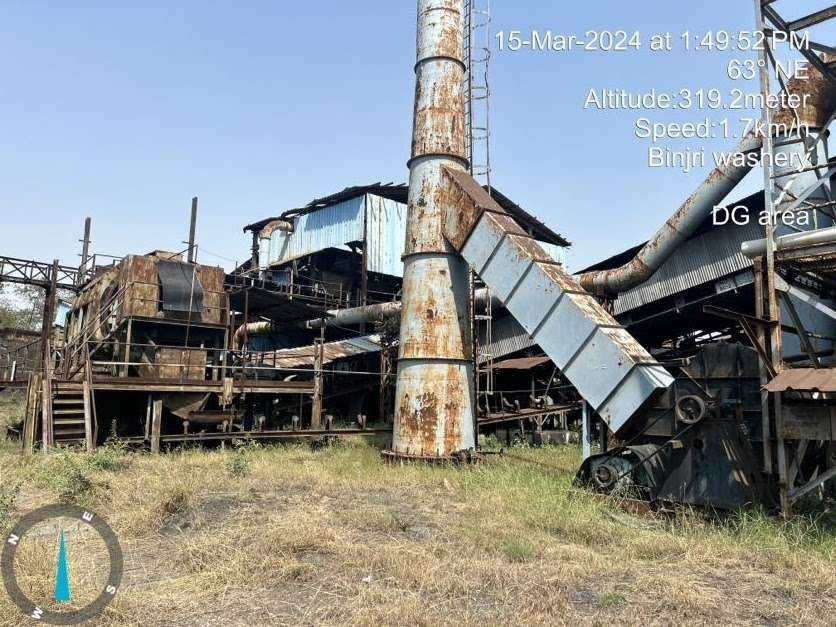 15-Mar-2024 at 1:49:52 PM
63° NE
Altitude:319.2meter
Speed:1.7km/h
Binjri washery
DG area
N
E
W
S